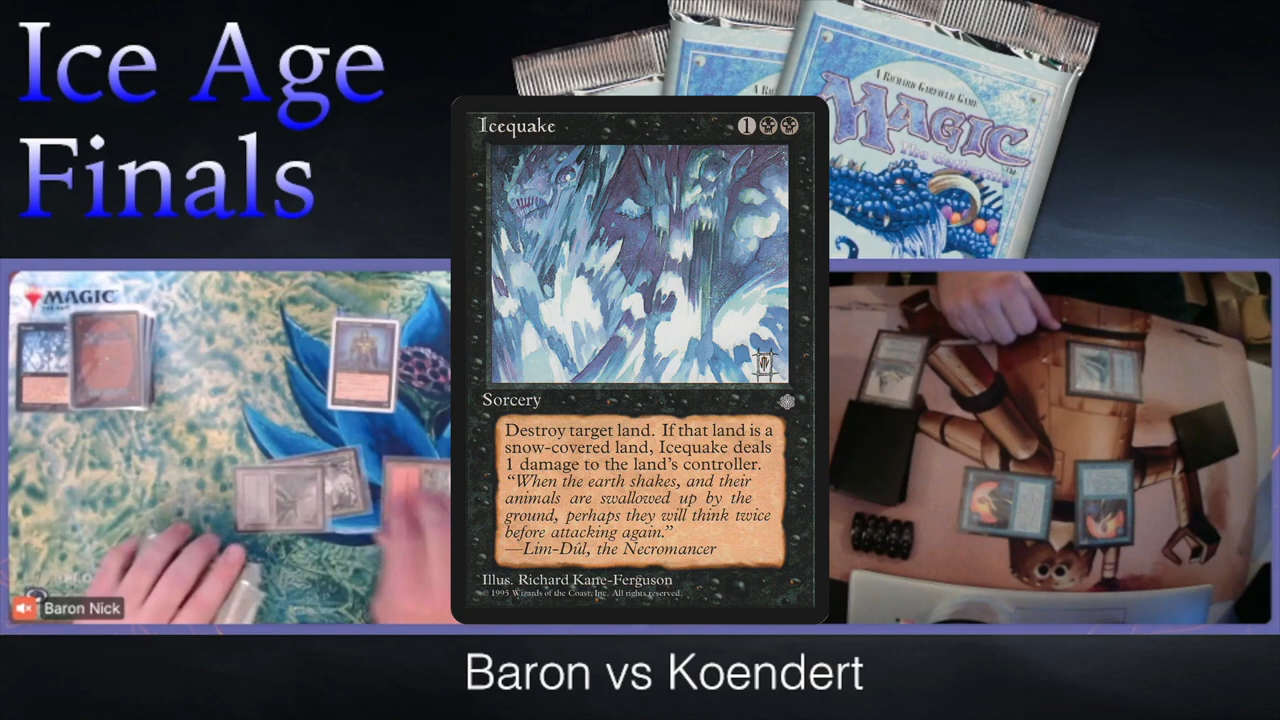 Ice Age
Finals
A RICHARD GARFIELD GAME
MAGIC
The Gathering
Icequake
1
Sorcery
Destroy target land. If that land is a
snow-covered land, Icequake deals
1 damage to the land's controller.
"When the earth shakes, and their
animals are swallowed up by the
ground, perhaps they will think twice
before attacking again."
—Lim-Dûl, the Necromancer
Illus. Richard Kane-Ferguson
© 1995 Wizards of the Coast, Inc. All rights reserved.
MAGIC
Baron Nick
Baron vs Koendert